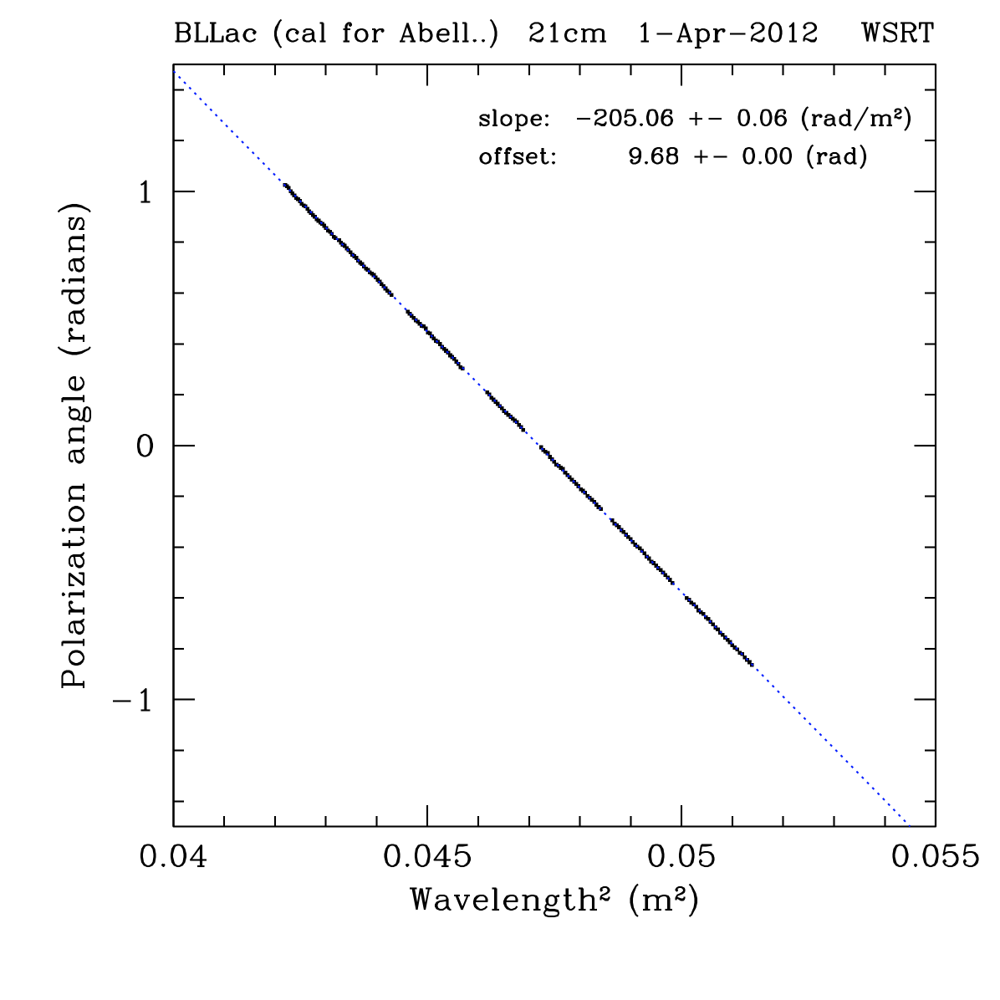 BLLac (cal for Abell..) 21cm 1-Apr-2012 WSRT
slope: -205.06 +- 0.06 (rad/m²)
offset: 9.68 +- 0.00 (rad)
Polarization angle (radians)
1
0
-1
0.04 0.045 0.05 0.055
Wavelength² (m²)